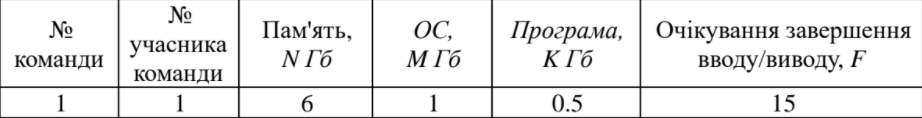 № команди
№ учасника команди
Пам'ять, N Гб
ОС, M Гб
Програма, K Гб
Очікування завершення вводу/виводу, F
1
1
6
1
0.5
15